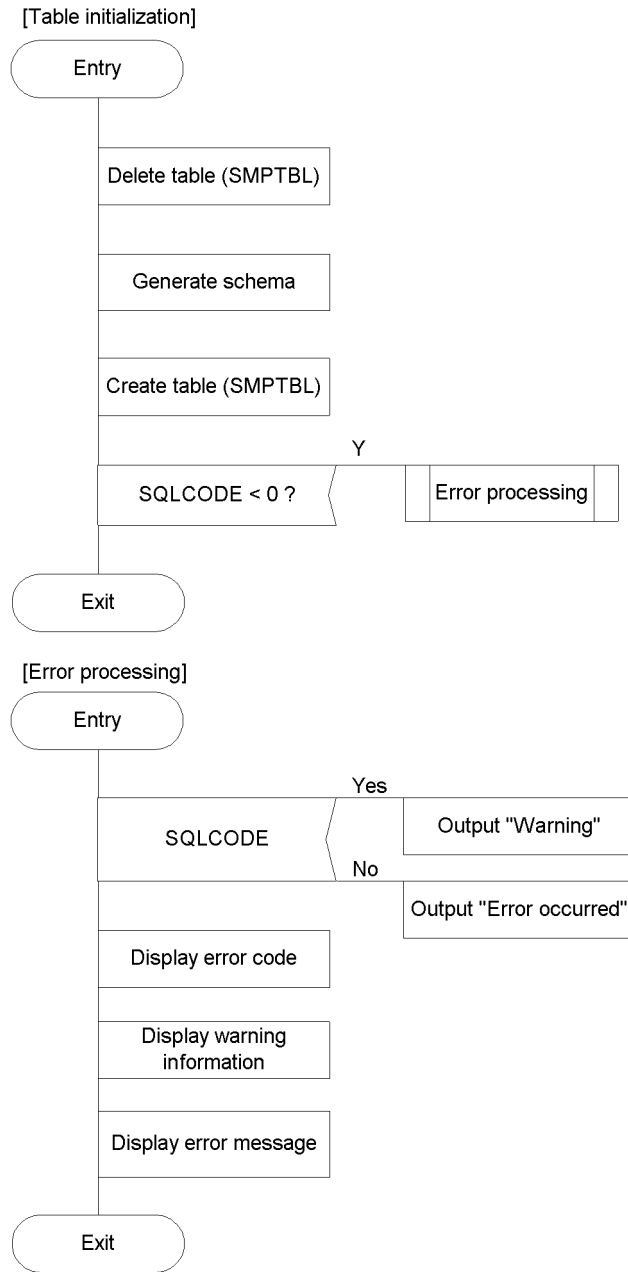 [Table initialization]
Entry
Delete table (SMPTBL)
Generate schema
Create table (SMPTBL)
Y
SQLCODE < 0 ?
Error processing
Exit
[Error processing]
Entry
Yes
Output "Warning"
SQLCODE
No
Output "Error occurred"
Display error code
Display warning
information
Display error message
Exit